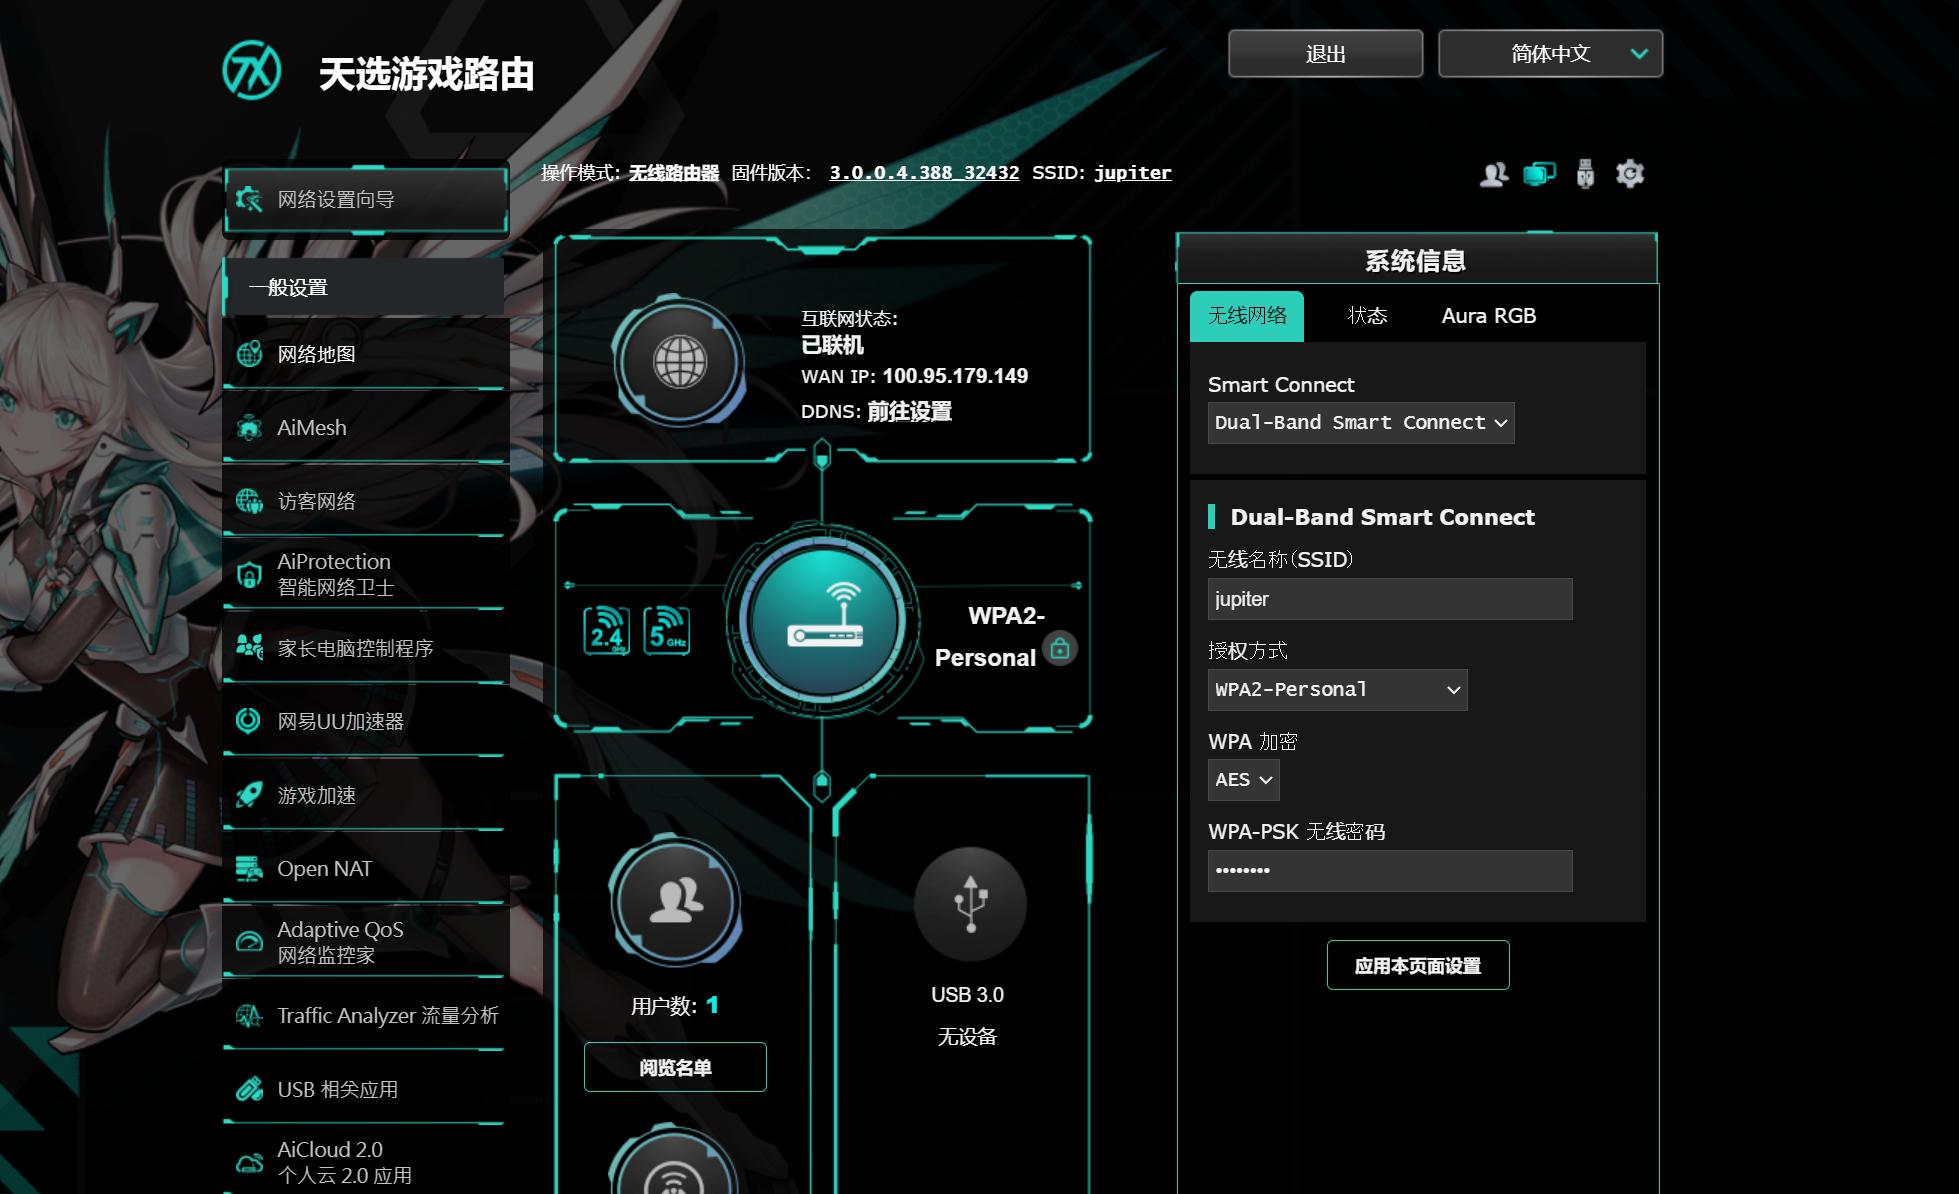 TX
天选游戏路由
退出
简体中文
操作模式: 无线路由器 固件版本: 3.0.0.4.388_32432 SSID: jupiter
网络设置向导
一般设置
网络地图
AiMesh
访客网络
AiProtection
智能网络卫士
家长电脑控制程序
网易UU加速器
游戏加速
Open NAT
Adaptive QoS
网络监控家
Traffic Analyzer 流量分析
USB 相关应用
AiCloud 2.0
个人云 2.0 应用
互联网状态:
已联机
WAN IP: 100.95.179.149
DDNS: 前往设置
2.4 GHz
5 GHz
WPA2-
Personal
用户数: 1
阅览名单
USB 3.0
无设备
系统信息
无线网络 状态 Aura RGB
Smart Connect
Dual-Band Smart Connect
Dual-Band Smart Connect
无线名称(SSID)
jupiter
授权方式
WPA2-Personal
WPA 加密
AES
WPA-PSK 无线密码
••••••••
应用本页面设置